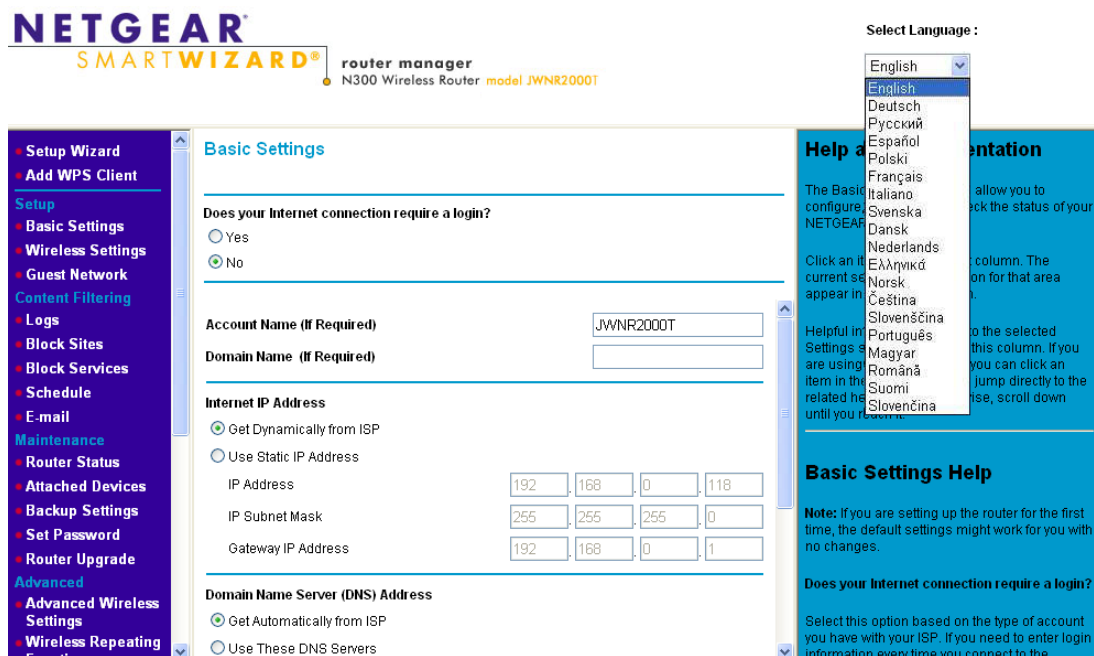 NETGEAR®
SMARTWIZARD®
router manager
N300 Wireless Router model JWNR2000T
Select Language :
English
English
Deutsch
Русский
Español
Polski
Français
Italiano
Svenska
Dansk
Nederlands
Ελληνικά
Norsk
Čeština
Slovenščina
Português
Magyar
Română
Suomi
Slovenčina
Setup Wizard
Add WPS Client
Setup
Basic Settings
Wireless Settings
Guest Network
Content Filtering
Logs
Block Sites
Block Services
Schedule
E-mail
Maintenance
Router Status
Attached Devices
Backup Settings
Set Password
Router Upgrade
Advanced
Advanced Wireless
Settings
Wireless Repeating
Basic Settings
Does your Internet connection require a login?
Yes
No
Account Name (If Required)
JWNR2000T
Domain Name (If Required)
Internet IP Address
Get Dynamically from ISP
Use Static IP Address
IP Address
192 . 168 . 0 . 118
IP Subnet Mask
255 . 255 . 255 . 0
Gateway IP Address
192 . 168 . 0 . 1
Domain Name Server (DNS) Address
Get Automatically from ISP
Use These DNS Servers
Help entation
The Basic allow you to
configure, eck the status of your
NETGEAR
Click an column. The
current on for that area
appear in
Helpful to the selected
Settings this column. If you
are using you can click an
item in the jump directly to the
related ise, scroll down
until you reach it.
Basic Settings Help
Note: If you are setting up the router for the first
time, the default settings might work for you with
no changes.
Does your Internet connection require a login?
Select this option based on the type of account
you have with your ISP. If you need to enter login
information every time you connect to the